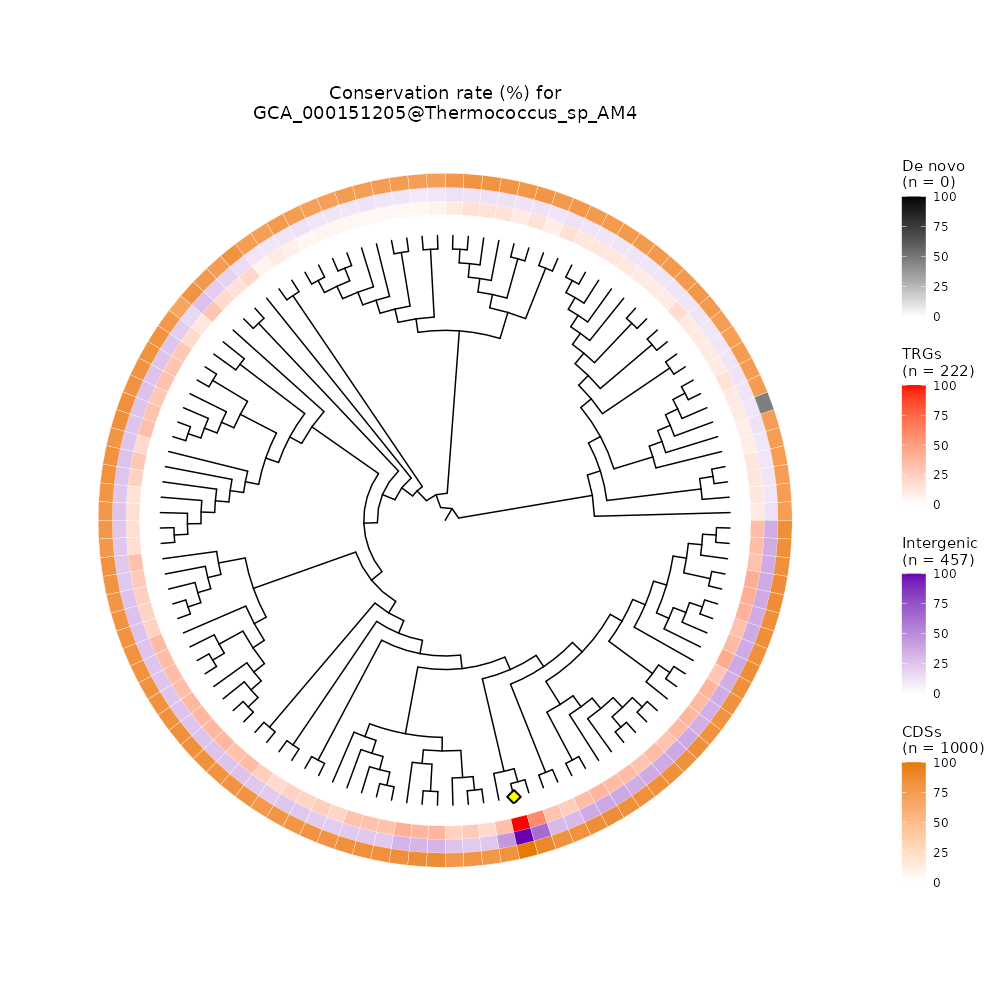 Conservation rate (%) for
GCA_000151205@Thermococcus_sp_AM4
De novo
(n = 0)
100
75
50
25
0
TRGs
(n = 222)
100
75
50
25
0
Intergenic
(n = 457)
100
75
50
25
0
CDSs
(n = 1000)
100
75
50
25
0